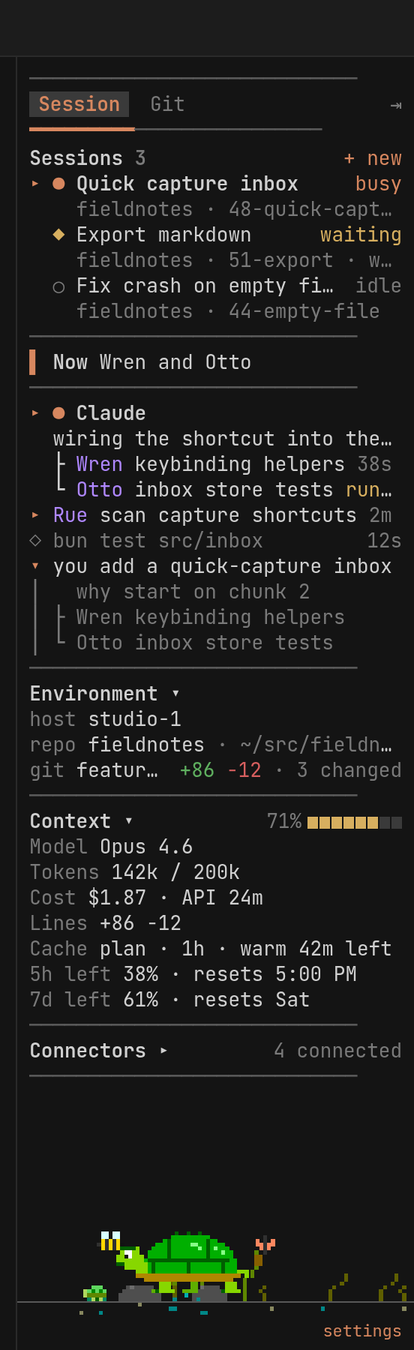 Session Git ⇥
Sessions 3 + new
▸ ● Quick capture inbox busy
fieldnotes · 48-quick-capt…
◆ Export markdown waiting
fieldnotes · 51-export · w…
○ Fix crash on empty fi… idle
fieldnotes · 44-empty-file
Now Wren and Otto
▸ ● Claude
wiring the shortcut into the…
├ Wren keybinding helpers 38s
└ Otto inbox store tests run…
▸ Rue scan capture shortcuts 2m
◇ bun test src/inbox 12s
▾ you add a quick-capture inbox
│ why start on chunk 2
│ ├ Wren keybinding helpers
│ └ Otto inbox store tests
Environment ▾
host studio-1
repo fieldnotes · ~/src/fieldn…
git featur… +86 -12 · 3 changed
Context ▾ 71%
Model Opus 4.6
Tokens 142k / 200k
Cost $1.87 · API 24m
Lines +86 -12
Cache plan · 1h · warm 42m left
5h left 38% · resets 5:00 PM
7d left 61% · resets Sat
Connectors ▸ 4 connected
settings